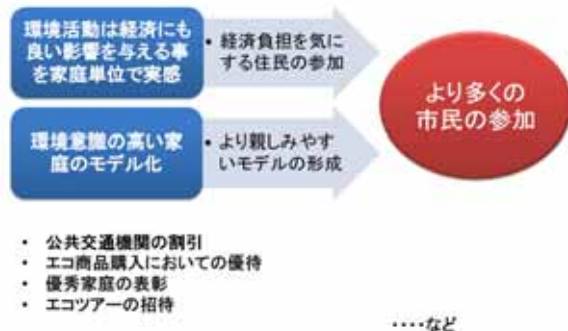 環境活動は経済にも
良い影響を与える事
を家庭単位で実感
• 経済負担を気に
する住民の参加
環境意識の高い家
庭のモデル化
• より親しみやす
いモデルの形成
より多くの
市民の参加
• 公共交通機関の割引
• エコ商品購入においての優待
• 優秀家庭の表彰
• エコツアーの招待
‥‥など